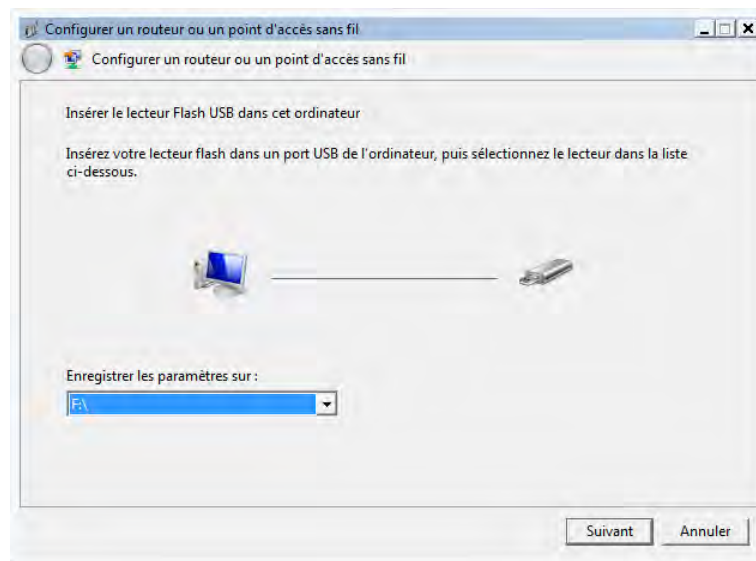 Configurer un routeur ou un point d'accès sans fil
Configurer un routeur ou un point d'accès sans fil
Insérer le lecteur Flash USB dans cet ordinateur
Insérez votre lecteur flash dans un port USB de l'ordinateur, puis sélectionnez le lecteur dans la liste
ci-dessous.
Enregistrer les paramètres sur :
F:\
Suivant Annuler